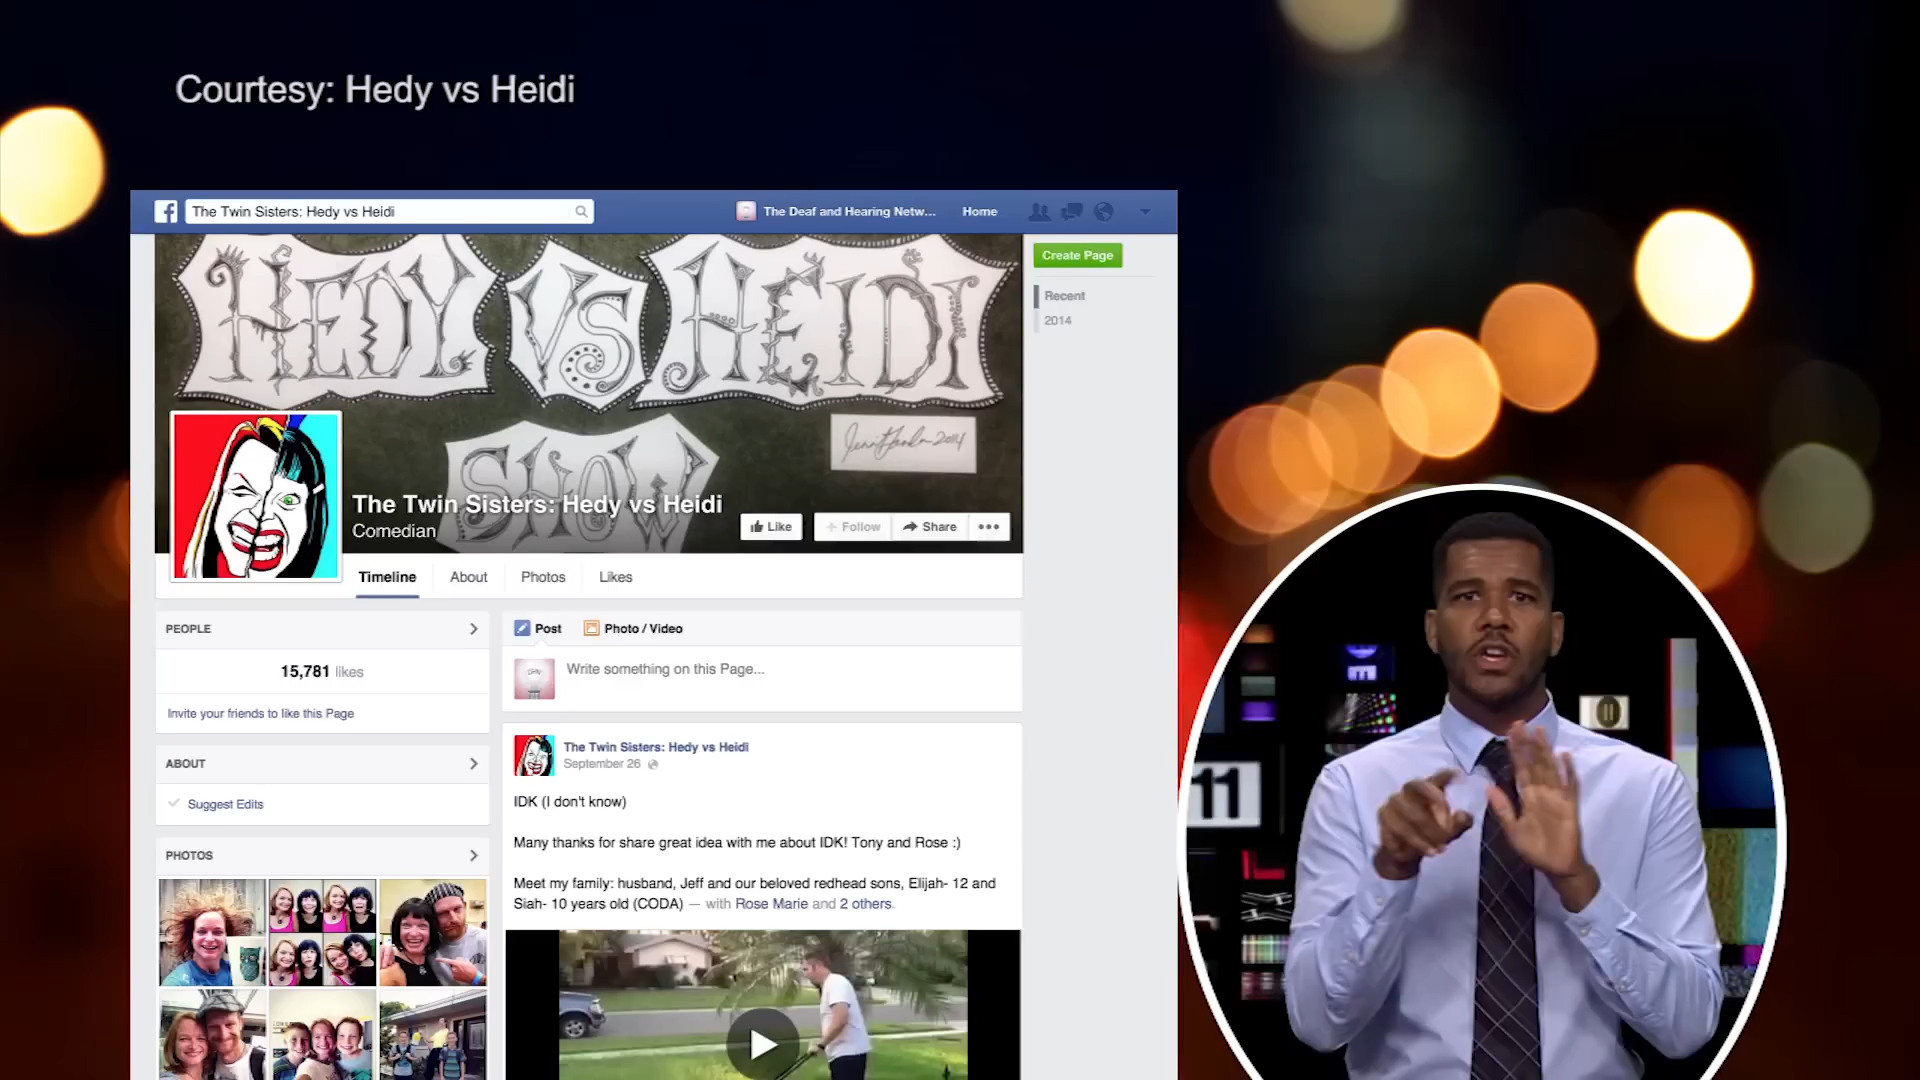 Courtesy: Hedy vs Heidi
The Twin Sisters: Hedy vs Heidi
The Deaf and Hearing Netw...
Home
Create Page
Recent
2014
HEDY VS HEIDI
SHOW
The Twin Sisters: Hedy vs Heidi
Comedian
Like
+ Follow
Share
Timeline
About
Photos
Likes
PEOPLE
15,781 likes
Invite your friends to like this Page
ABOUT
Suggest Edits
PHOTOS
Post
Photo / Video
Write something on this Page...
The Twin Sisters: Hedy vs Heidi
September 26
IDK (I don't know)
Many thanks for share great idea with me about IDK! Tony and Rose :)
Meet my family: husband, Jeff and our beloved redhead sons, Elijah- 12 and
Siah- 10 years old (CODA) — with Rose Marie and 2 others.
11